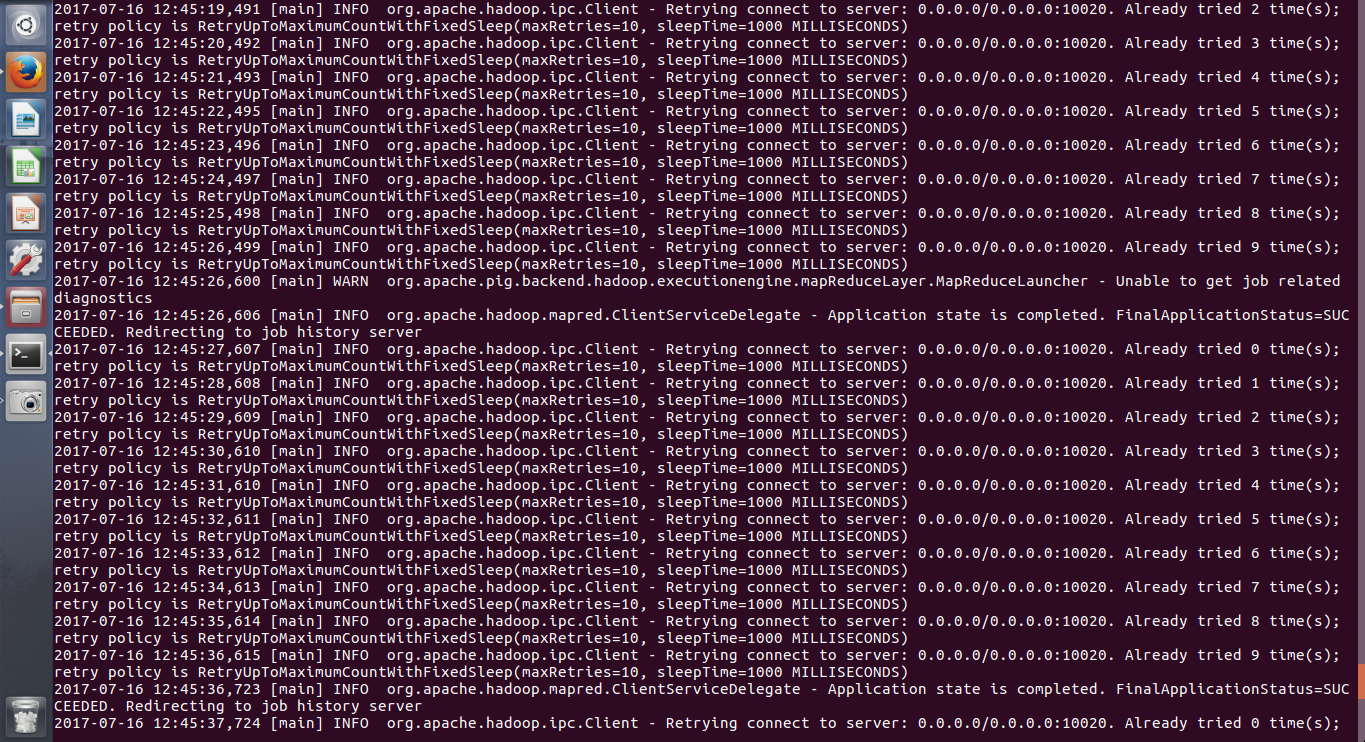 2017-07-16 12:45:19,491 [main] INFO  org.apache.hadoop.ipc.Client - Retrying connect to server: 0.0.0.0/0.0.0.0:10020. Already tried 2 time(s);
retry policy is RetryUpToMaximumCountWithFixedSleep(maxRetries=10, sleepTime=1000 MILLISECONDS)
2017-07-16 12:45:20,492 [main] INFO  org.apache.hadoop.ipc.Client - Retrying connect to server: 0.0.0.0/0.0.0.0:10020. Already tried 3 time(s);
retry policy is RetryUpToMaximumCountWithFixedSleep(maxRetries=10, sleepTime=1000 MILLISECONDS)
2017-07-16 12:45:21,493 [main] INFO  org.apache.hadoop.ipc.Client - Retrying connect to server: 0.0.0.0/0.0.0.0:10020. Already tried 4 time(s);
retry policy is RetryUpToMaximumCountWithFixedSleep(maxRetries=10, sleepTime=1000 MILLISECONDS)
2017-07-16 12:45:22,495 [main] INFO  org.apache.hadoop.ipc.Client - Retrying connect to server: 0.0.0.0/0.0.0.0:10020. Already tried 5 time(s);
retry policy is RetryUpToMaximumCountWithFixedSleep(maxRetries=10, sleepTime=1000 MILLISECONDS)
2017-07-16 12:45:23,496 [main] INFO  org.apache.hadoop.ipc.Client - Retrying connect to server: 0.0.0.0/0.0.0.0:10020. Already tried 6 time(s);
retry policy is RetryUpToMaximumCountWithFixedSleep(maxRetries=10, sleepTime=1000 MILLISECONDS)
2017-07-16 12:45:24,497 [main] INFO  org.apache.hadoop.ipc.Client - Retrying connect to server: 0.0.0.0/0.0.0.0:10020. Already tried 7 time(s);
retry policy is RetryUpToMaximumCountWithFixedSleep(maxRetries=10, sleepTime=1000 MILLISECONDS)
2017-07-16 12:45:25,498 [main] INFO  org.apache.hadoop.ipc.Client - Retrying connect to server: 0.0.0.0/0.0.0.0:10020. Already tried 8 time(s);
retry policy is RetryUpToMaximumCountWithFixedSleep(maxRetries=10, sleepTime=1000 MILLISECONDS)
2017-07-16 12:45:26,499 [main] INFO  org.apache.hadoop.ipc.Client - Retrying connect to server: 0.0.0.0/0.0.0.0:10020. Already tried 9 time(s);
retry policy is RetryUpToMaximumCountWithFixedSleep(maxRetries=10, sleepTime=1000 MILLISECONDS)
2017-07-16 12:45:26,600 [main] WARN  org.apache.pig.backend.hadoop.executionengine.mapReduceLayer.MapReduceLauncher - Unable to get job related
diagnostics
2017-07-16 12:45:26,606 [main] INFO  org.apache.hadoop.mapred.ClientServiceDelegate - Application state is completed. FinalApplicationStatus=SUC
CEEDED. Redirecting to job history server
2017-07-16 12:45:27,607 [main] INFO  org.apache.hadoop.ipc.Client - Retrying connect to server: 0.0.0.0/0.0.0.0:10020. Already tried 0 time(s);
retry policy is RetryUpToMaximumCountWithFixedSleep(maxRetries=10, sleepTime=1000 MILLISECONDS)
2017-07-16 12:45:28,608 [main] INFO  org.apache.hadoop.ipc.Client - Retrying connect to server: 0.0.0.0/0.0.0.0:10020. Already tried 1 time(s);
retry policy is RetryUpToMaximumCountWithFixedSleep(maxRetries=10, sleepTime=1000 MILLISECONDS)
2017-07-16 12:45:29,609 [main] INFO  org.apache.hadoop.ipc.Client - Retrying connect to server: 0.0.0.0/0.0.0.0:10020. Already tried 2 time(s);
retry policy is RetryUpToMaximumCountWithFixedSleep(maxRetries=10, sleepTime=1000 MILLISECONDS)
2017-07-16 12:45:30,610 [main] INFO  org.apache.hadoop.ipc.Client - Retrying connect to server: 0.0.0.0/0.0.0.0:10020. Already tried 3 time(s);
retry policy is RetryUpToMaximumCountWithFixedSleep(maxRetries=10, sleepTime=1000 MILLISECONDS)
2017-07-16 12:45:31,610 [main] INFO  org.apache.hadoop.ipc.Client - Retrying connect to server: 0.0.0.0/0.0.0.0:10020. Already tried 4 time(s);
retry policy is RetryUpToMaximumCountWithFixedSleep(maxRetries=10, sleepTime=1000 MILLISECONDS)
2017-07-16 12:45:32,611 [main] INFO  org.apache.hadoop.ipc.Client - Retrying connect to server: 0.0.0.0/0.0.0.0:10020. Already tried 5 time(s);
retry policy is RetryUpToMaximumCountWithFixedSleep(maxRetries=10, sleepTime=1000 MILLISECONDS)
2017-07-16 12:45:33,612 [main] INFO  org.apache.hadoop.ipc.Client - Retrying connect to server: 0.0.0.0/0.0.0.0:10020. Already tried 6 time(s);
retry policy is RetryUpToMaximumCountWithFixedSleep(maxRetries=10, sleepTime=1000 MILLISECONDS)
2017-07-16 12:45:34,613 [main] INFO  org.apache.hadoop.ipc.Client - Retrying connect to server: 0.0.0.0/0.0.0.0:10020. Already tried 7 time(s);
retry policy is RetryUpToMaximumCountWithFixedSleep(maxRetries=10, sleepTime=1000 MILLISECONDS)
2017-07-16 12:45:35,614 [main] INFO  org.apache.hadoop.ipc.Client - Retrying connect to server: 0.0.0.0/0.0.0.0:10020. Already tried 8 time(s);
retry policy is RetryUpToMaximumCountWithFixedSleep(maxRetries=10, sleepTime=1000 MILLISECONDS)
2017-07-16 12:45:36,615 [main] INFO  org.apache.hadoop.ipc.Client - Retrying connect to server: 0.0.0.0/0.0.0.0:10020. Already tried 9 time(s);
retry policy is RetryUpToMaximumCountWithFixedSleep(maxRetries=10, sleepTime=1000 MILLISECONDS)
2017-07-16 12:45:36,723 [main] INFO  org.apache.hadoop.mapred.ClientServiceDelegate - Application state is completed. FinalApplicationStatus=SUC
CEEDED. Redirecting to job history server
2017-07-16 12:45:37,724 [main] INFO  org.apache.hadoop.ipc.Client - Retrying connect to server: 0.0.0.0/0.0.0.0:10020. Already tried 0 time(s);